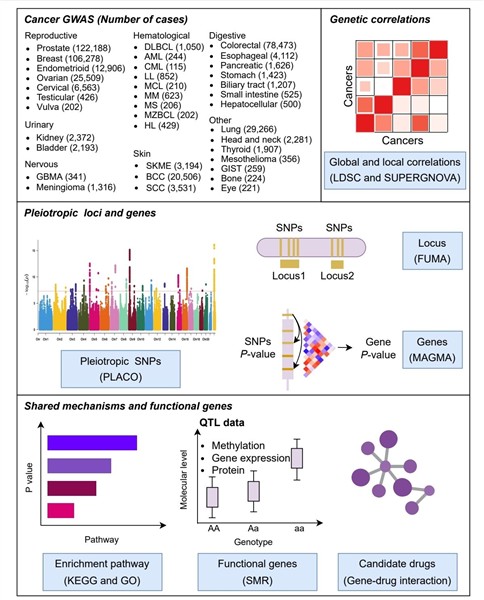 Cancer GWAS (Number of cases)
Reproductive
• Prostate (122,188)
• Breast (106,278)
• Endometrioid (12,906)
• Ovarian (25,509)
• Cervical (6,563)
• Testicular (426)
• Vulva (202)
Urinary
• Kidney (2,372)
• Bladder (2,193)
Nervous
• GBMA (341)
• Meningioma (1,316)
Hematological
• DLBCL (1,050)
• AML (244)
• CML (115)
• LL (852)
• MCL (210)
• MM (623)
• MS (206)
• MZBCL (202)
• HL (429)
Skin
• SKME (3,194)
• BCC (20,506)
• SCC (3,531)
Digestive
• Colorectal (78,473)
• Esophageal (4,112)
• Pancreatic (1,626)
• Stomach (1,423)
• Biliary tract (1,207)
• Small intestine (525)
• Hepatocellular (500)
Other
• Lung (29,266)
• Head and neck (2,281)
• Thyroid (1,907)
• Mesothelioma (356)
• GIST (259)
• Bone (224)
• Eye (221)
Genetic correlations
Cancers
Cancers
Global and local correlations
(LDSC and SUPERGNOVA)
Pleiotropic loci and genes
Pleiotropic SNPs
(PLACO)
SNPs SNPs
Locus1 Locus2
Locus
(FUMA)
SNPs
P-value
Gene
P-value
Genes
(MAGMA)
Shared mechanisms and functional genes
P value
Pathway
Enrichment pathway
(KEGG and GO)
QTL data
• Methylation
• Gene expression
• Protein
Molecular level
AA Aa aa
Genotype
Functional genes
(SMR)
Candidate drugs
(Gene-drug interaction)